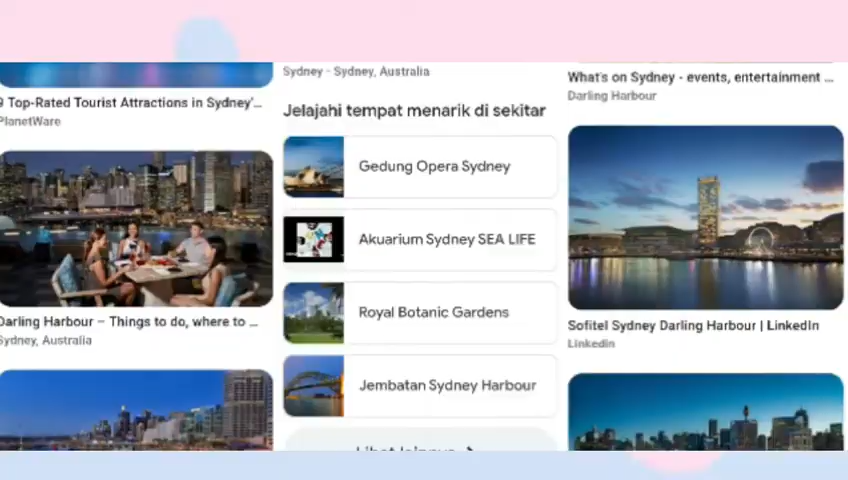 9 Top-Rated Tourist Attractions in Sydney'...
PlanetWare
Darling Harbour – Things to do, where to ...
Sydney, Australia
Sydney - Sydney, Australia
Jelajahi tempat menarik di sekitar
Gedung Opera Sydney
Akuarium Sydney SEA LIFE
Royal Botanic Gardens
Jembatan Sydney Harbour
What's on Sydney - events, entertainment ...
Darling Harbour
Sofitel Sydney Darling Harbour | LinkedIn
LinkedIn